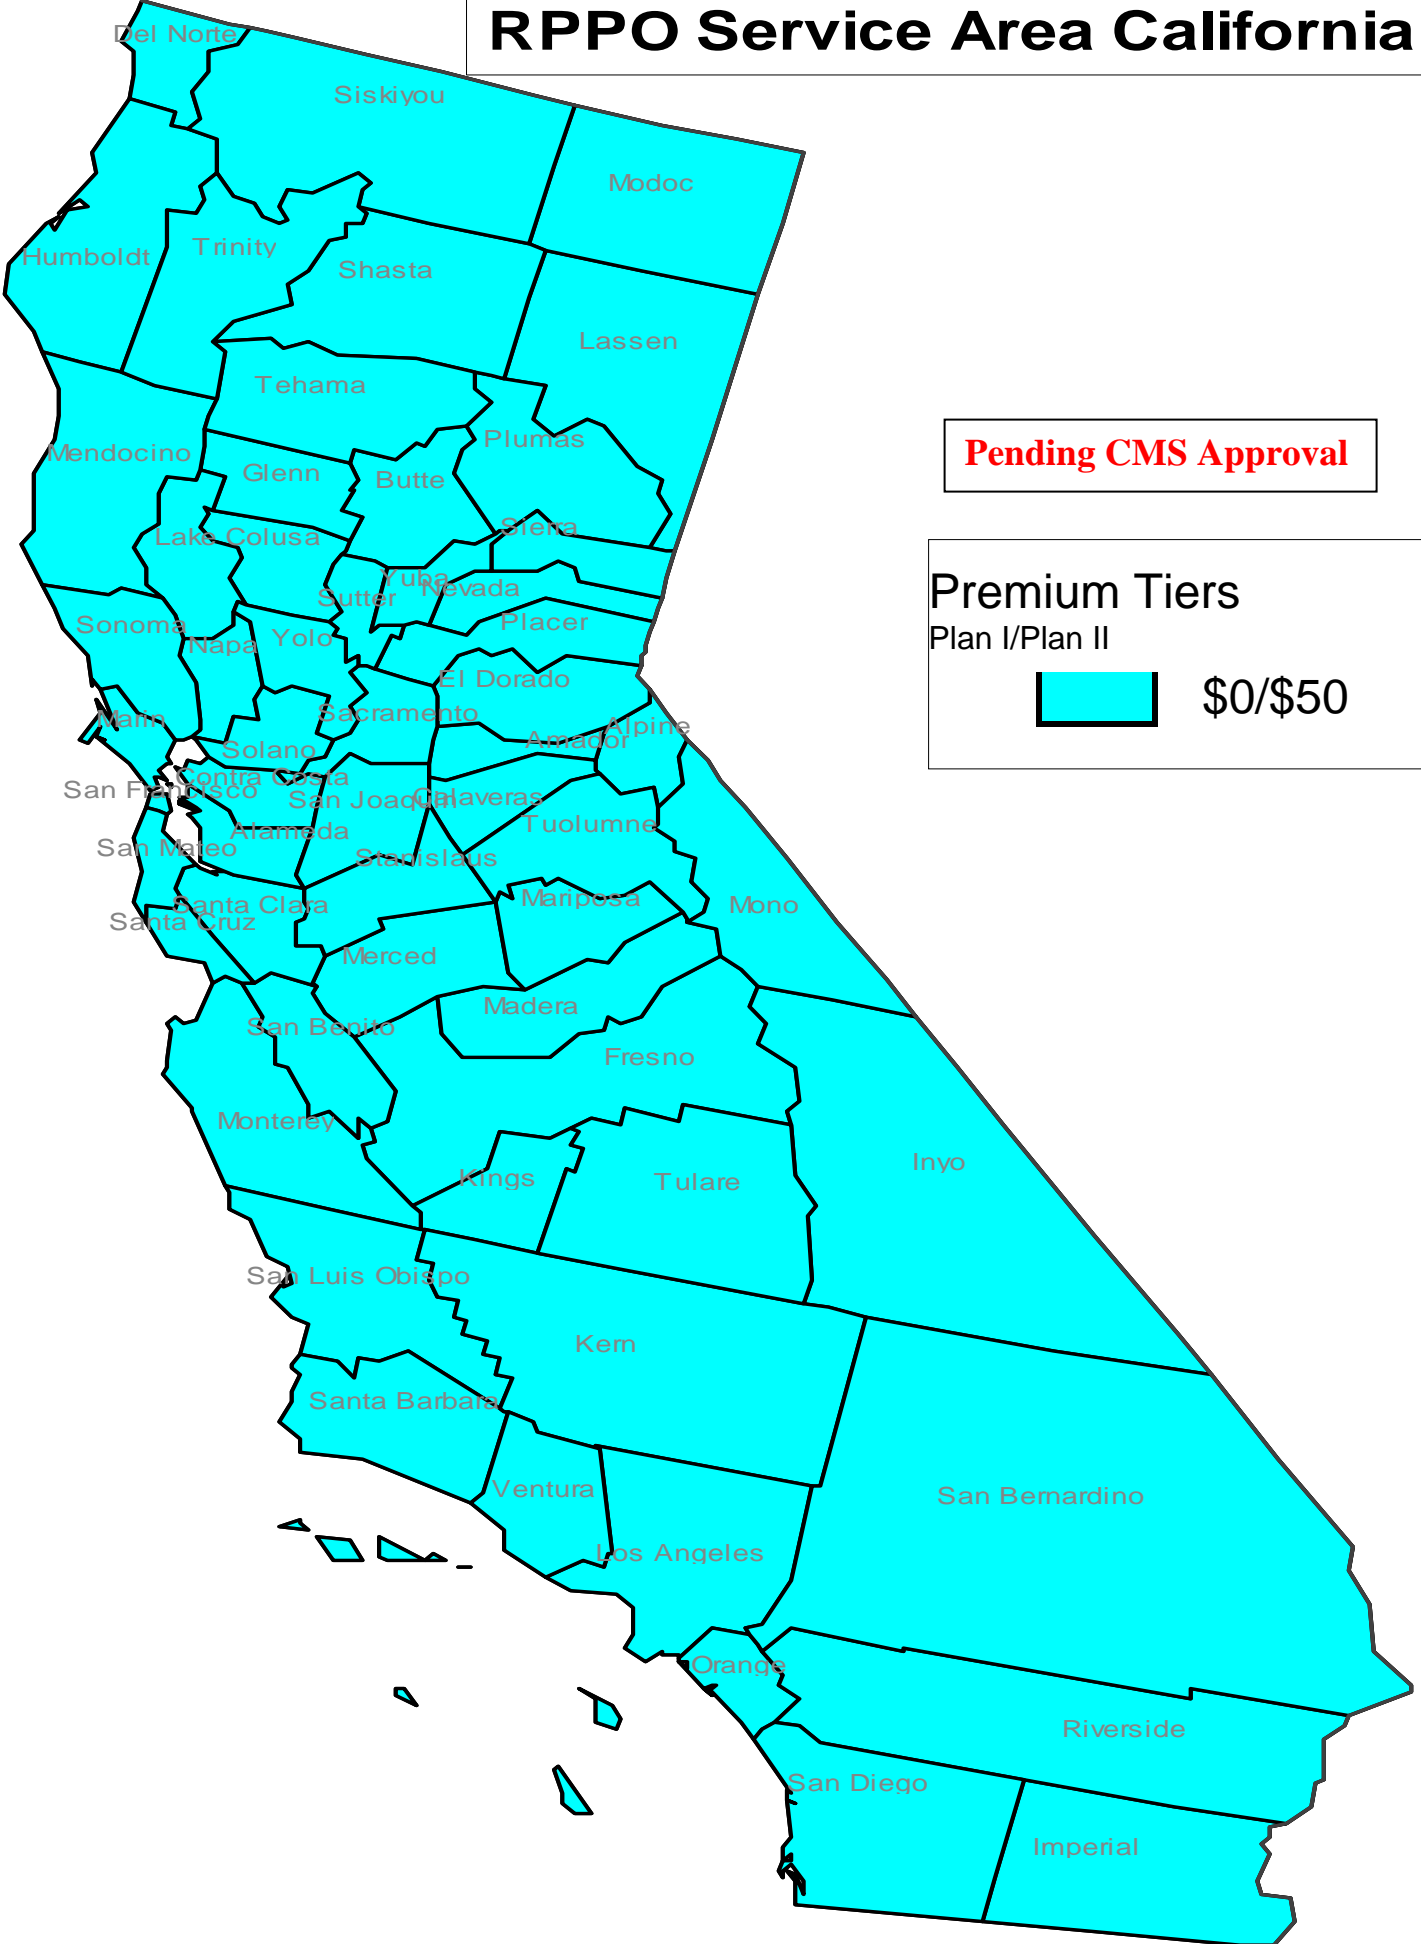 RPPO Service Area California
Del Norte
Siskiyou
Modoc
Humboldt
Trinity
Shasta
Lassen
Tehama
Plumas
Mendocino
Glenn
Butte
Pending CMS Approval
Lake
Colusa
Sierra
Yuba
Nevada
Sutter
Placer
Sonoma
Napa
Yolo
Premium Tiers
Plan I/Plan II
$0/$50
El Dorado
Marin
Sacramento
Alpine
Solano
Amador
Contra Costa
San Francisco
San Joaquin
Calaveras
Alameda
Tuolumne
San Mateo
Stanislaus
Santa Clara
Mariposa
Mono
Santa Cruz
Merced
Madera
San Benito
Fresno
Monterey
Kings
Tulare
Inyo
San Luis Obispo
Kern
Santa Barbara
Ventura
San Bernardino
Los Angeles
Orange
Riverside
San Diego
Imperial